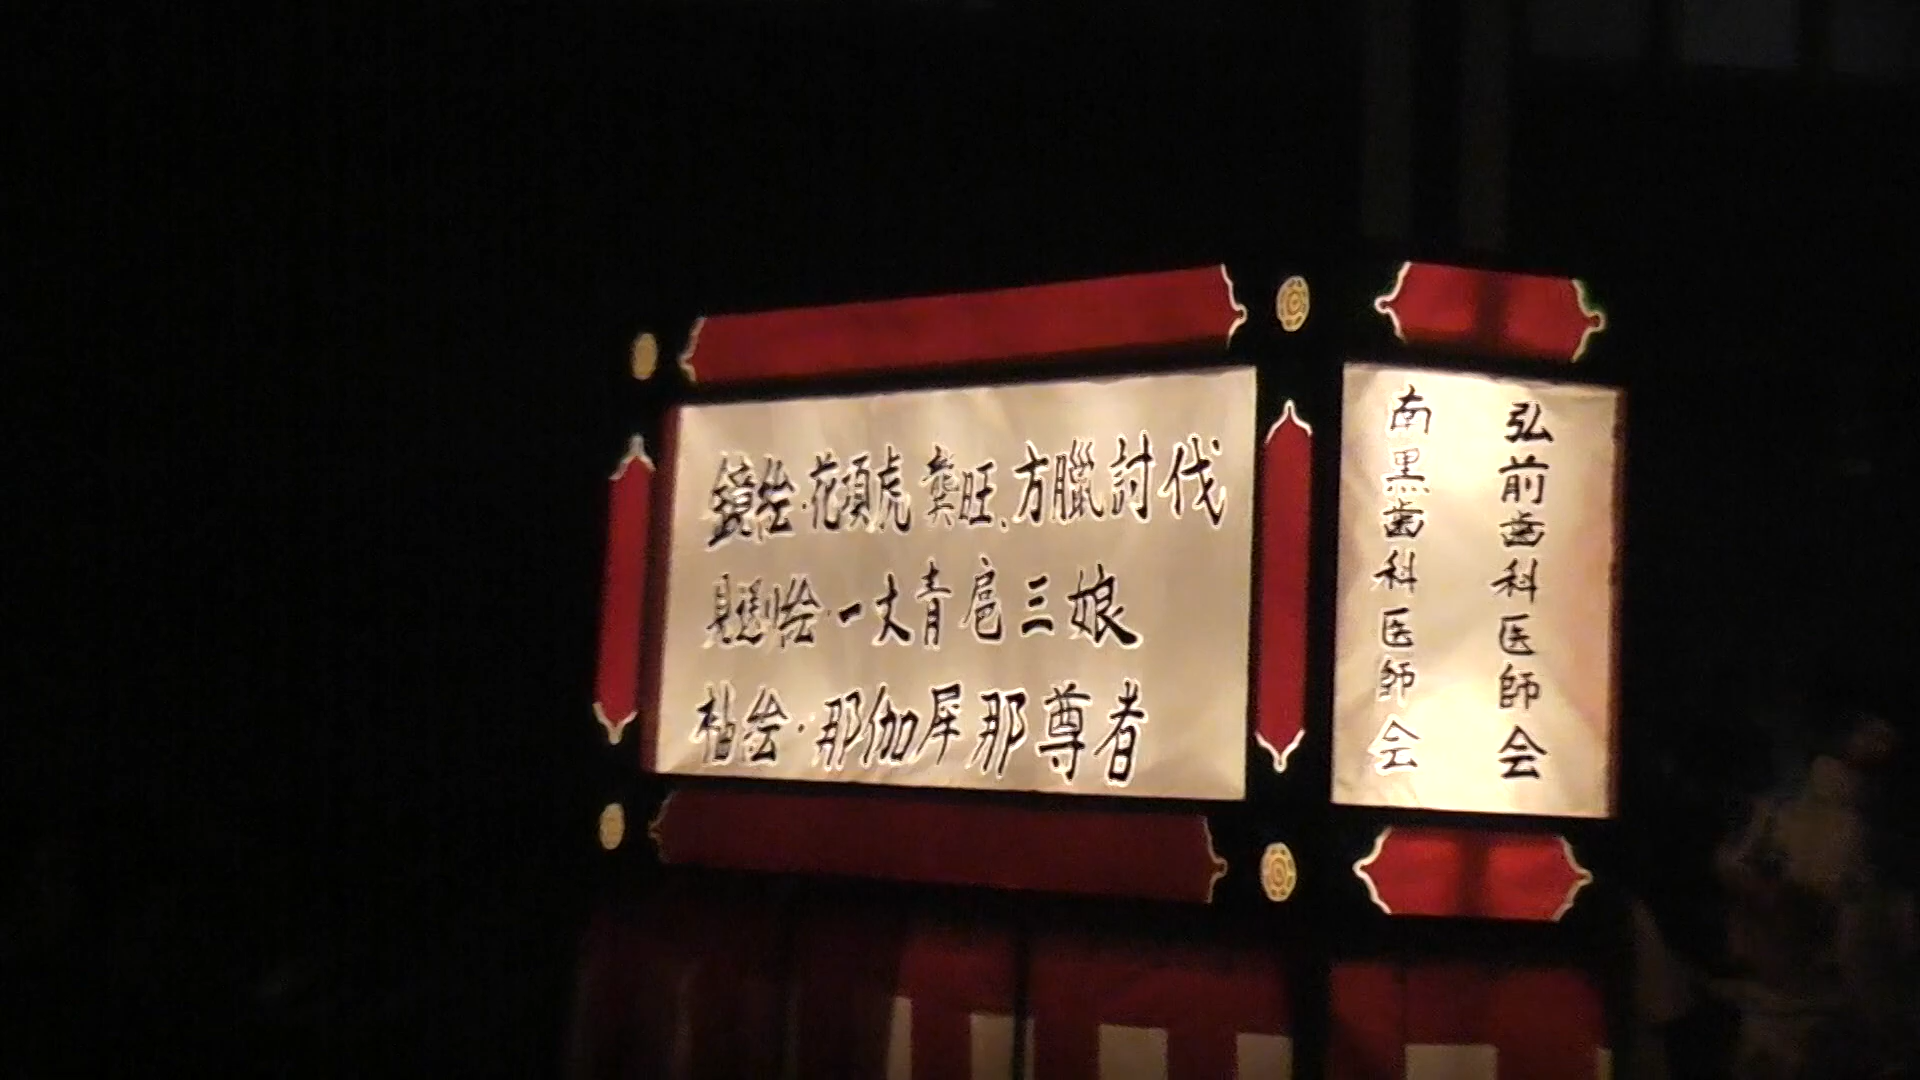 鏡絵・花項虎 龔旺、方臘討伐
見送り絵・一丈青 扈三娘
袖絵・那伽犀那尊者
弘前歯科医師会
南黒歯科医師会